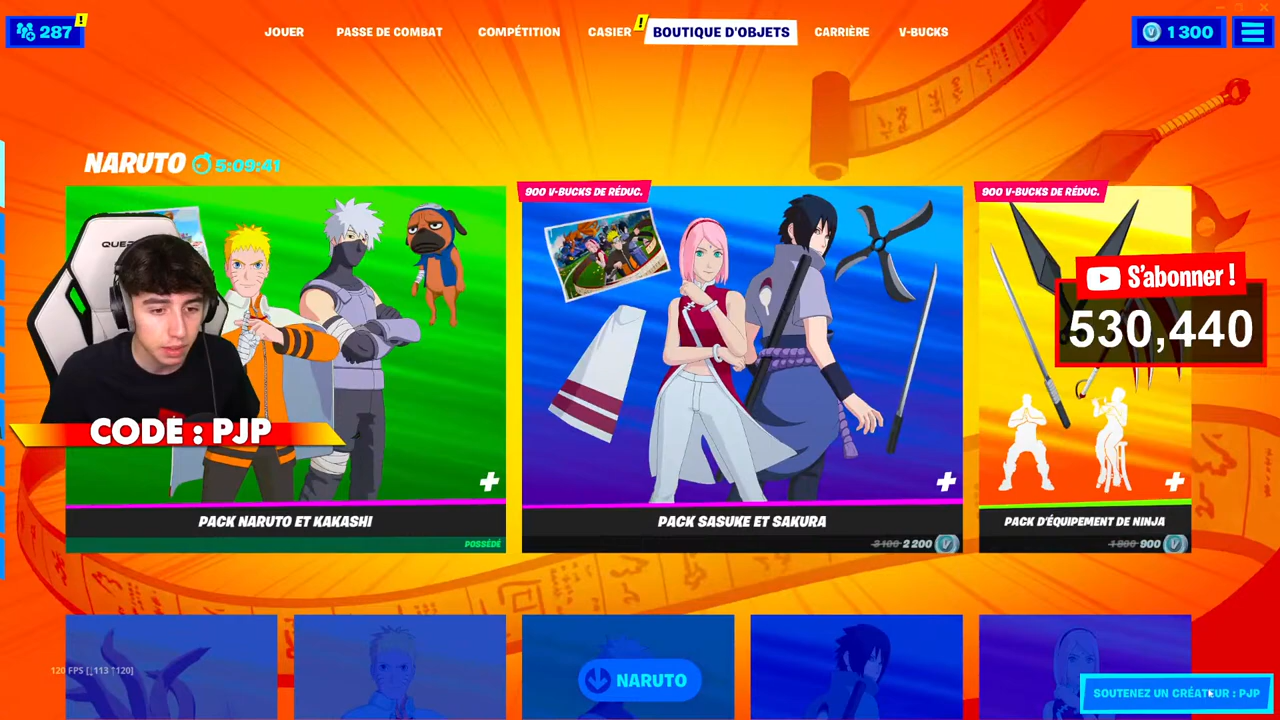 287
!
JOUER
PASSE DE COMBAT
COMPÉTITION
CASIER
!
BOUTIQUE D'OBJETS
CARRIÈRE
V-BUCKS
1 300
NARUTO 5:09:41
900 V-BUCKS DE RÉDUC.
900 V-BUCKS DE RÉDUC.
S'abonner !
530,440
CODE : PJP
PACK NARUTO ET KAKASHI
POSSÉDÉ
PACK SASUKE ET SAKURA
3 100 2 200
PACK D'ÉQUIPEMENT DE NINJA
1 800 900
120 FPS [↓113 ↑120]
NARUTO
SOUTENEZ UN CRÉATEUR : PJP